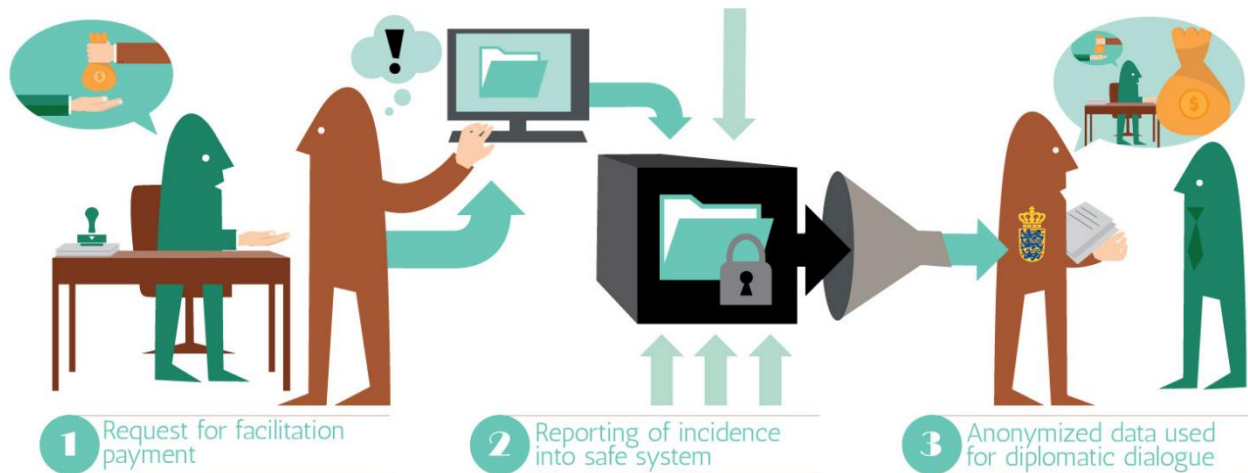 !
$
$
1 Request for facilitation
payment
2 Reporting of incidence
into safe system
3 Anonymized data used
for diplomatic dialogue